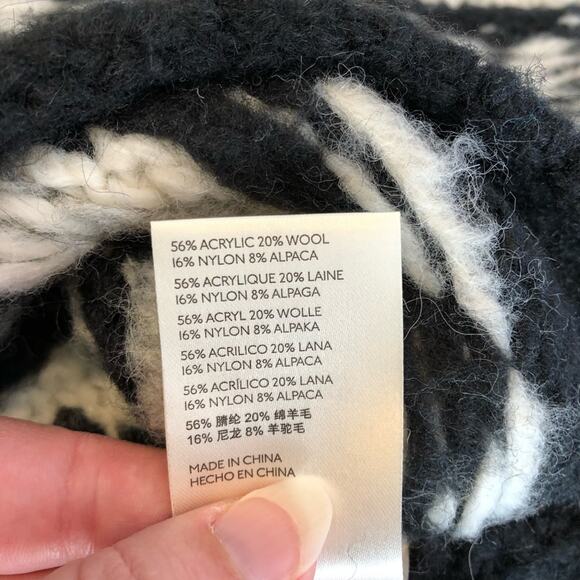 56% ACRYLIC 20% WOOL
16% NYLON 8% ALPACA
56% ACRYLIQUE 20% LAINE
16% NYLON 8% ALPAGA
56% ACRYL 20% WOLLE
16% NYLON 8% ALPAKA
56% ACRILICO 20% LANA
16% NYLON 8% ALPACA
56% ACRÍLICO 20% LANA
16% NYLON 8% ALPACA
56% 腈纶 20% 绵羊毛
16% 尼龙 8% 羊驼毛
MADE IN CHINA
HECHO EN CHINA